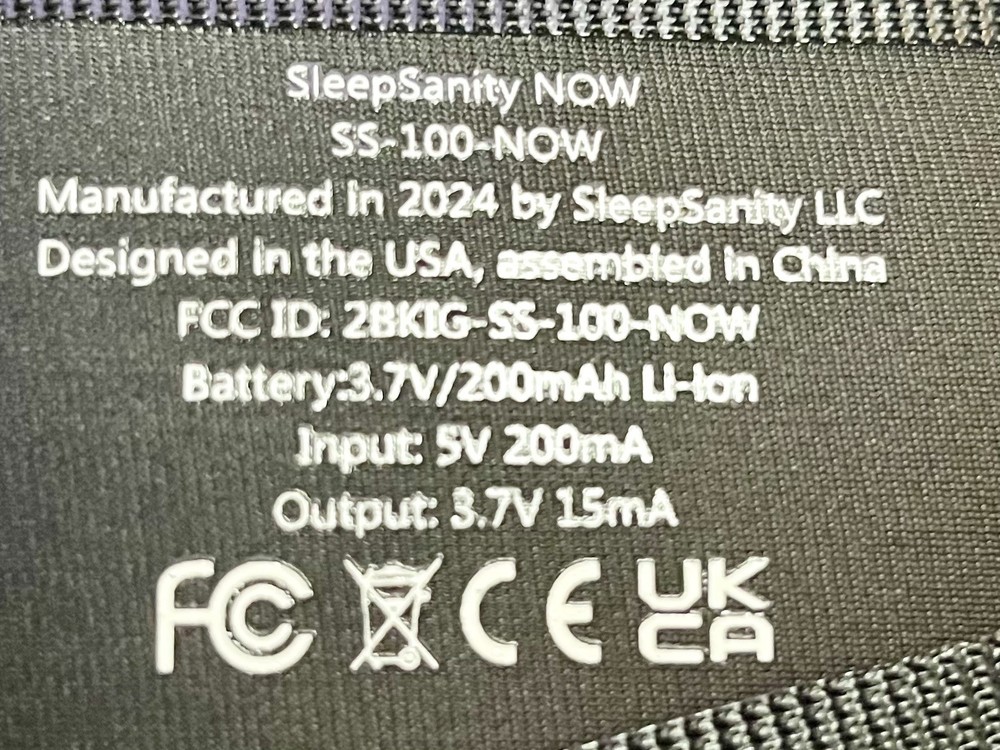 SleepSanity NOW
SS-100-NOW
Manufactured in 2024 by SleepSanity LLC
Designed in the USA, assembled in China
FCC ID: 2BKIG-SS-100-NOW
Battery:3.7V/200mAh Li-Ion
Input: 5V 200mA
Output: 3.7V 15mA
FC CE UK
CA